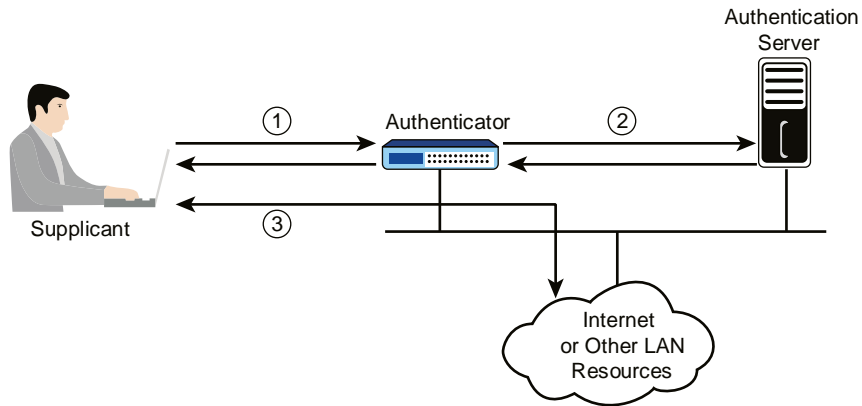 Authentication
Server
1
Authenticator
2
Supplicant
3
Internet
or Other LAN
Resources